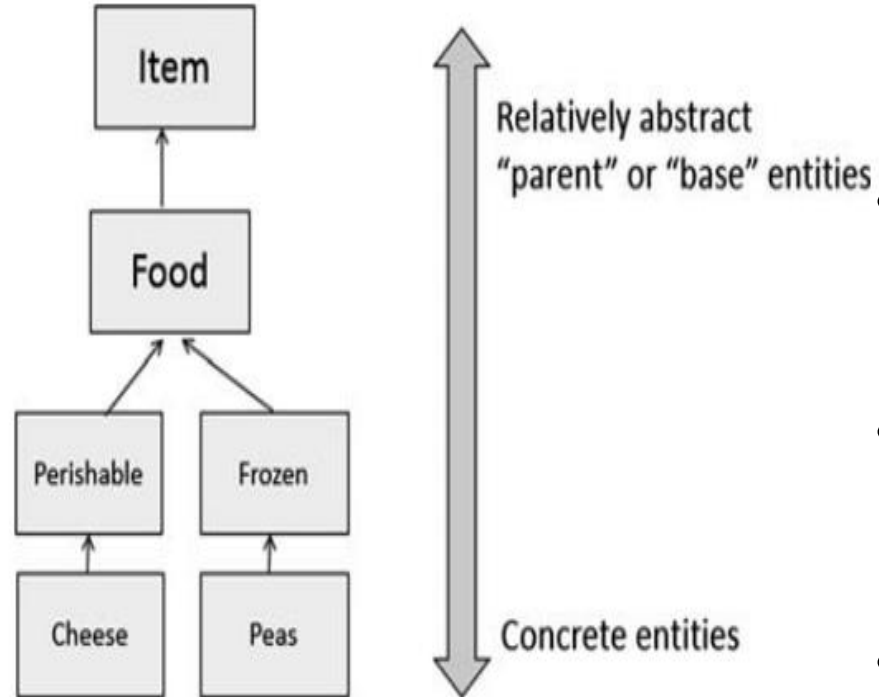 Item
Relatively abstract
“parent” or “base” entities
Food
Perishable
Frozen
Cheese
Peas
Concrete entities